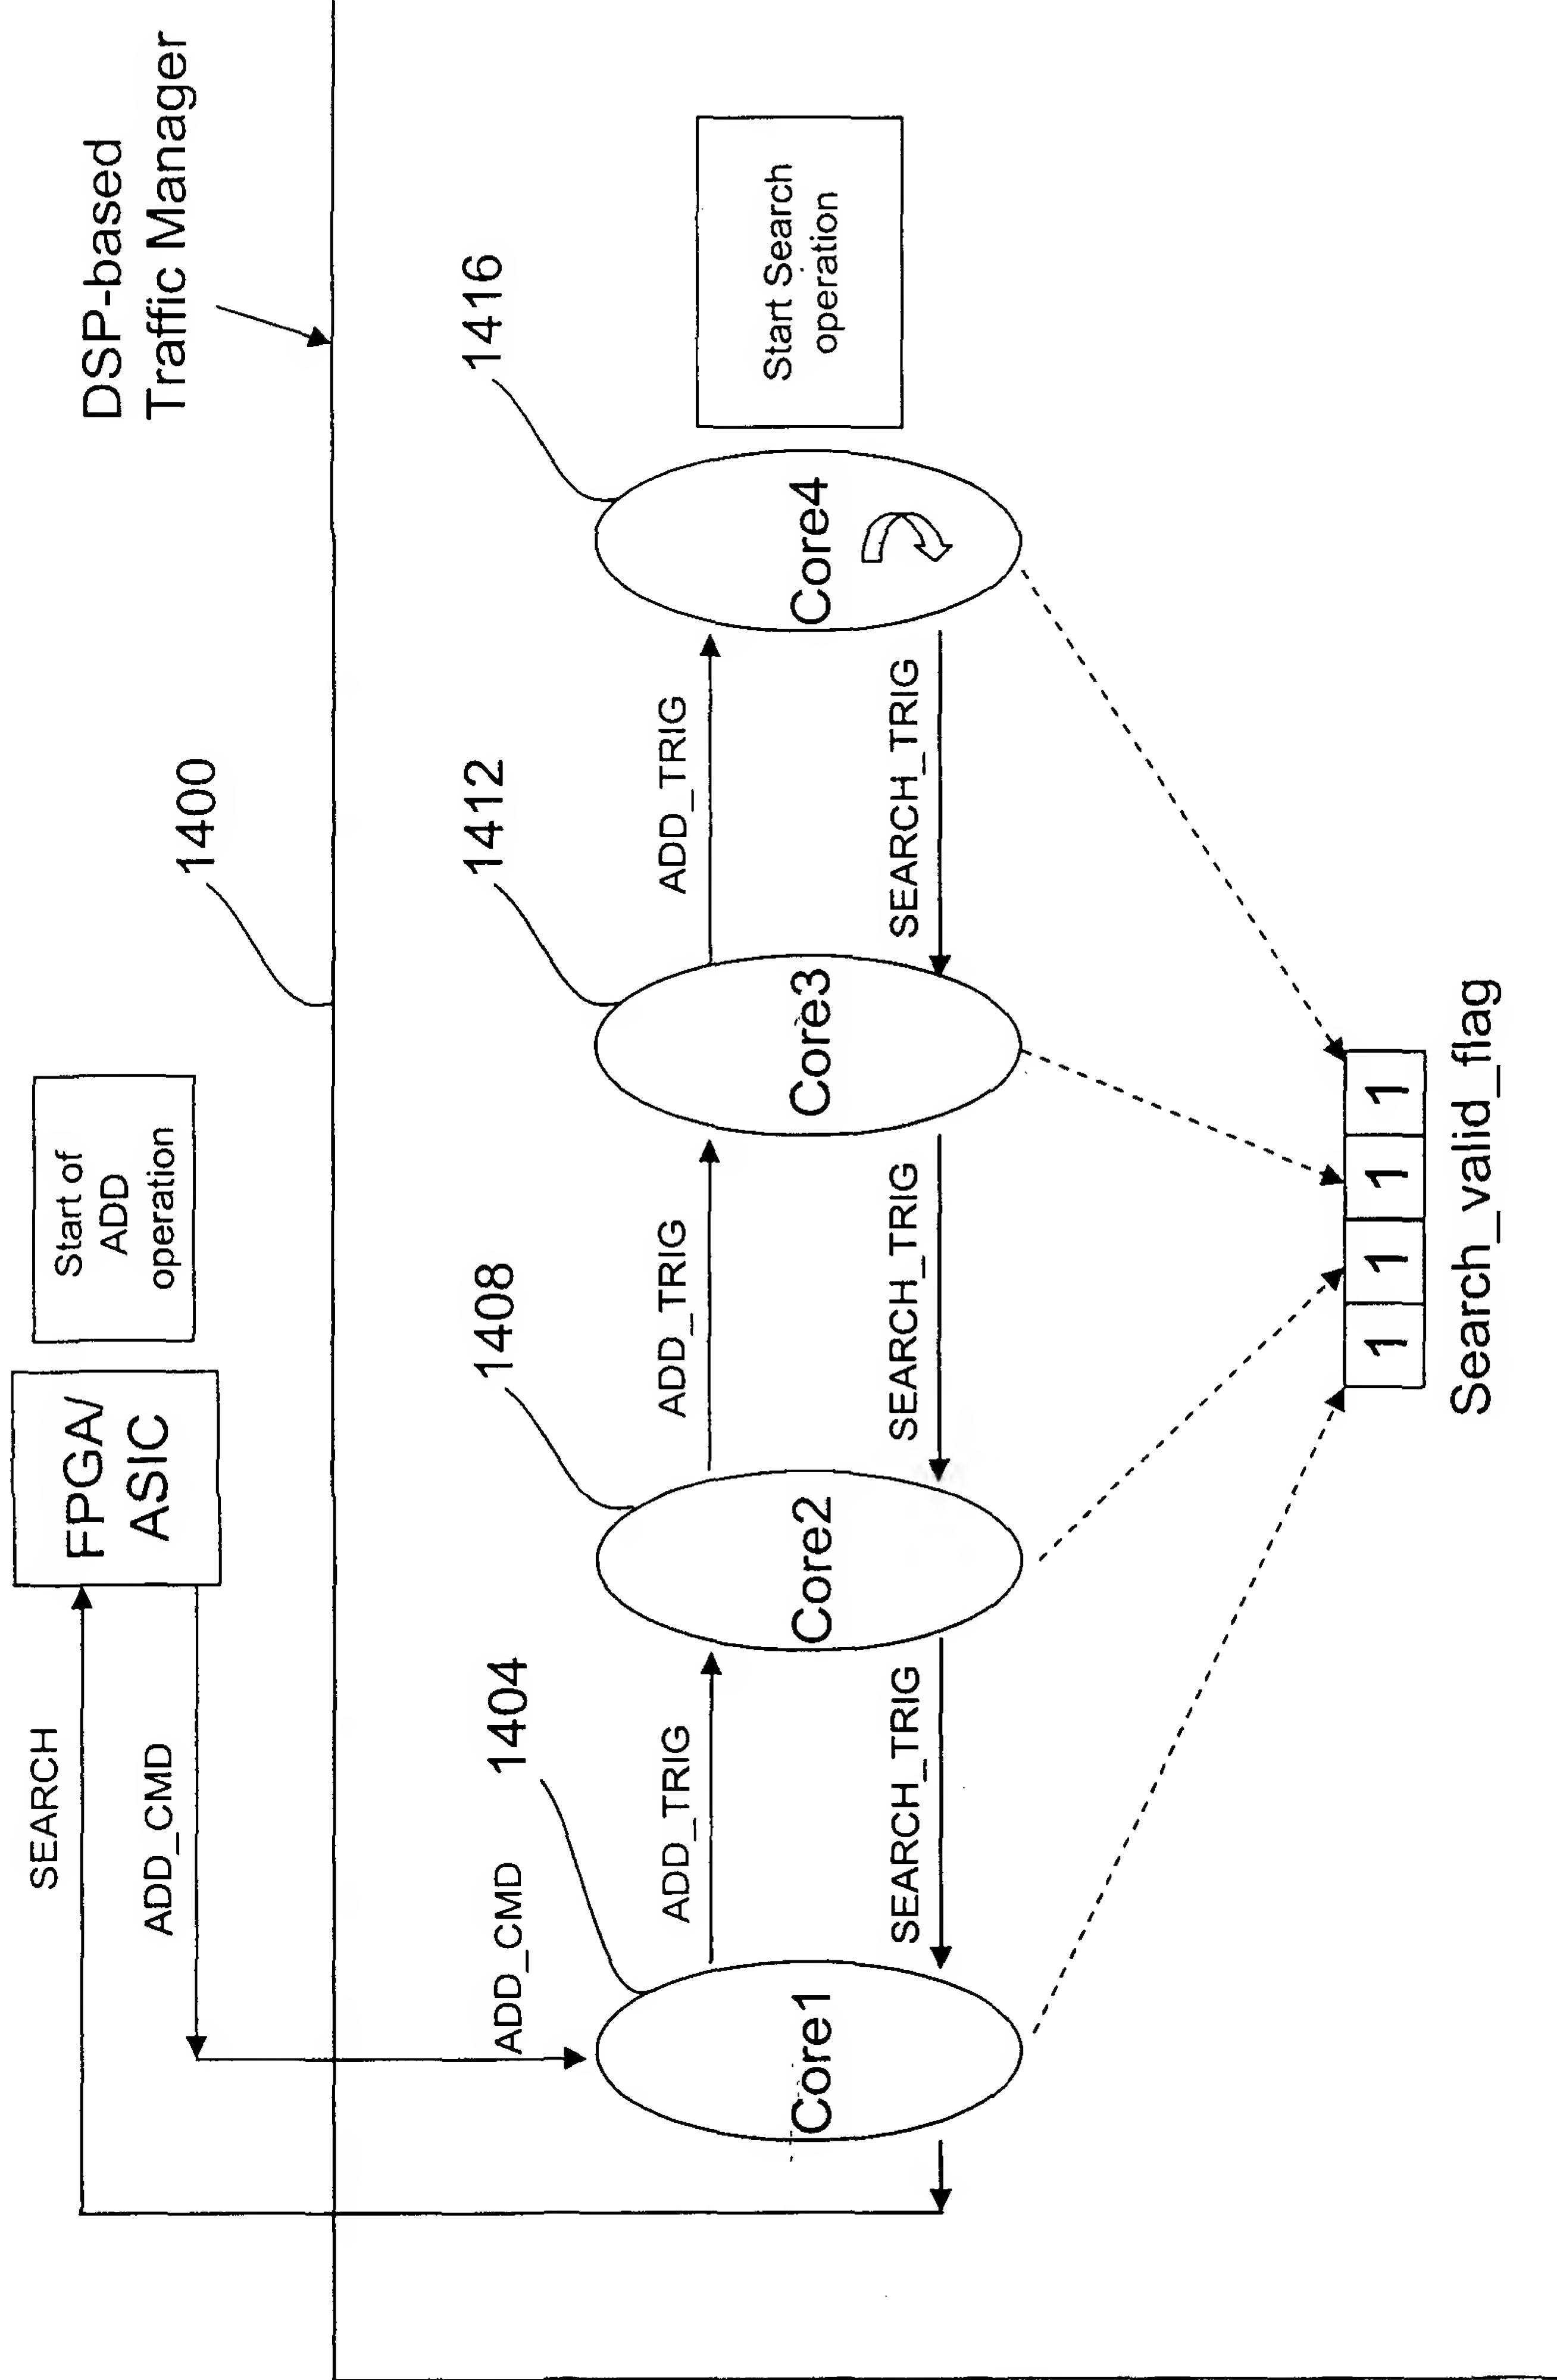 SEARCH
ADD_CMD
FPGA/
ASIC
Start of
ADD
operation
1400
DSP-based
Traffic Manager
ADD_CMD
1404
1408
1412
1416
ADD_TRIG
ADD_TRIG
ADD_TRIG
Core1
Core2
Core3
Core4
Start Search
operation
SEARCH_TRIG
SEARCH_TRIG
SEARCH_TRIG
1 1 1 1
Search_valid_flag